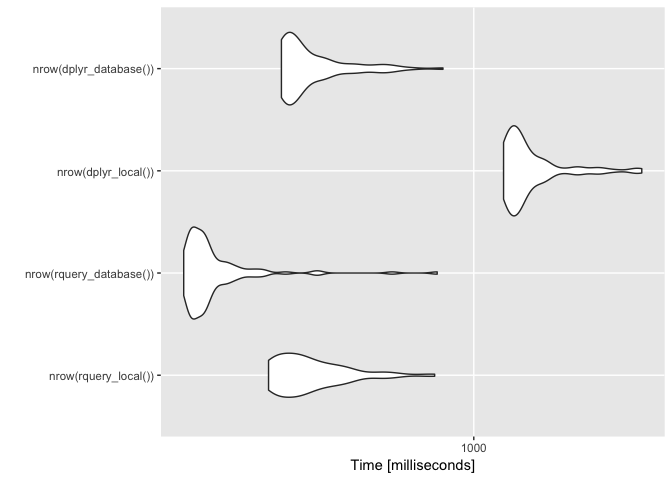 nrow(dplyr_database())
nrow(dplyr_local())
nrow(rquery_database())
nrow(rquery_local())
1000
Time [milliseconds]